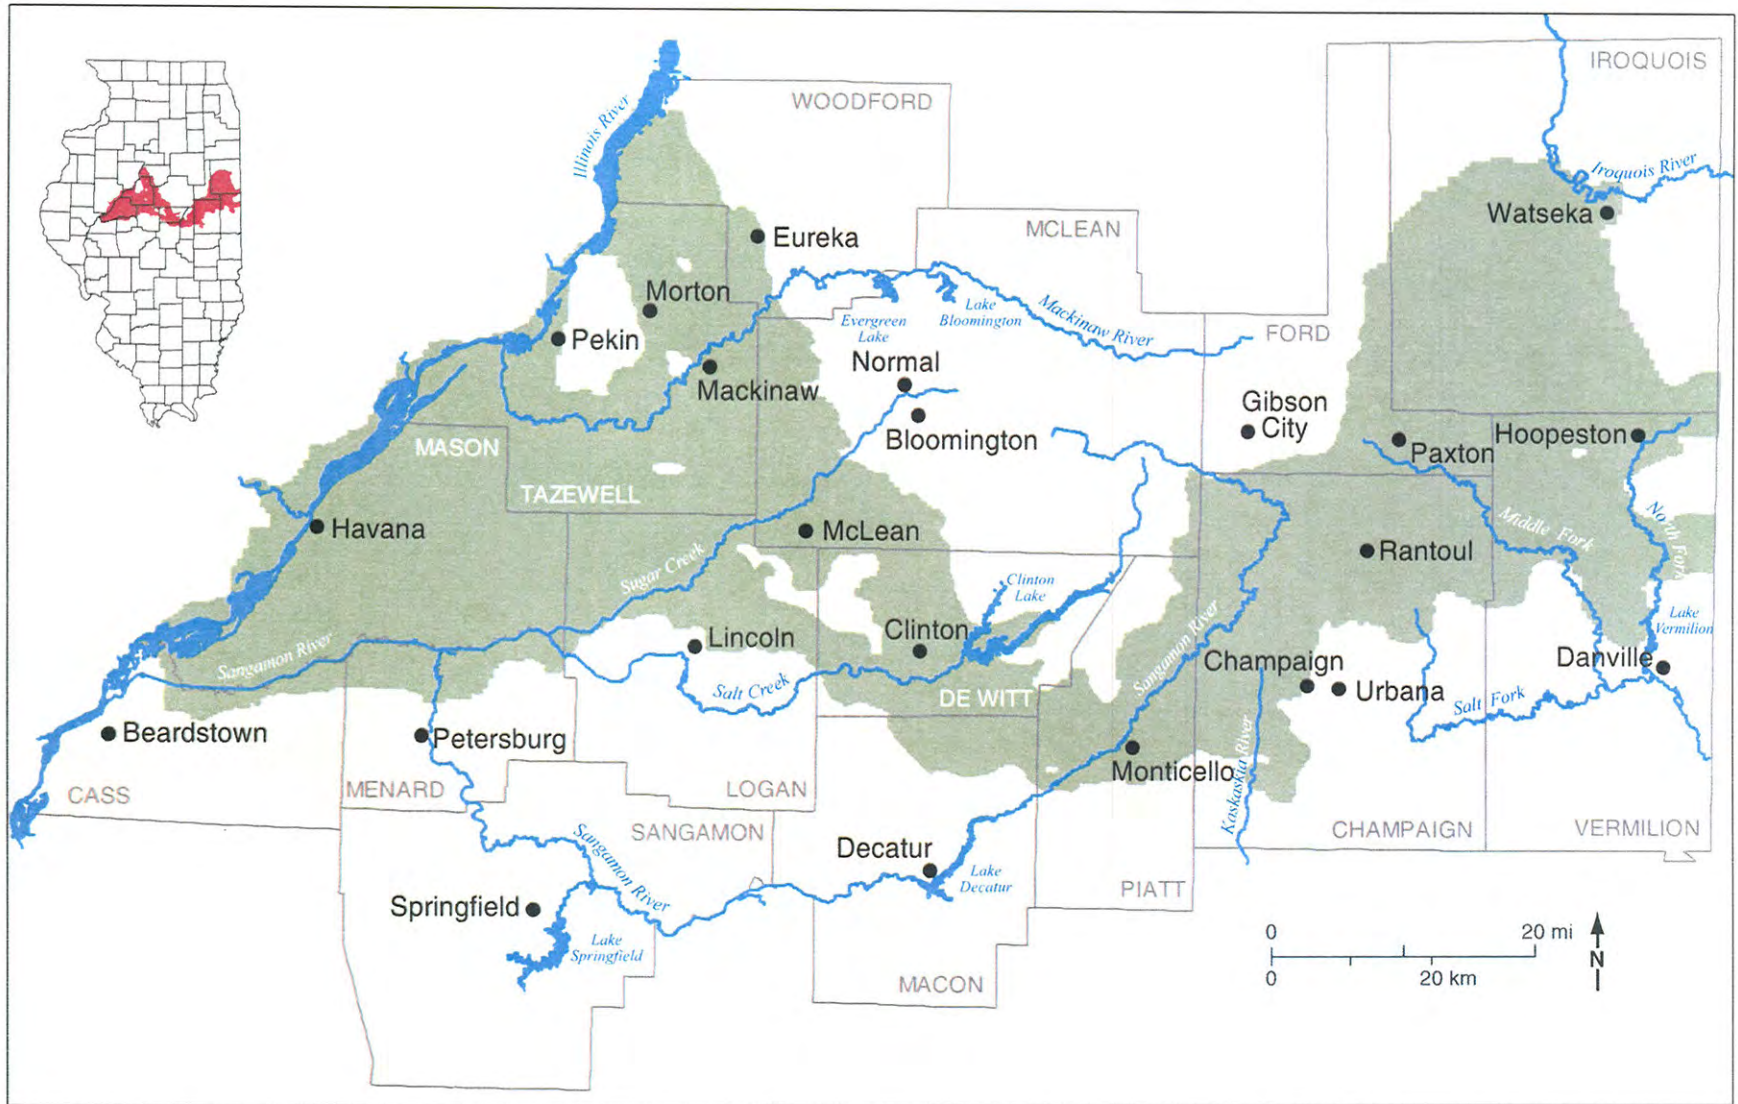 IROQUOIS
WOODFORD
Illinois River
Iroquois River
Watseka
MCLEAN
Eureka
Morton
Lake
Bloomington
Mackinaw River
Evergreen
Lake
FORD
Pekin
Normal
Mackinaw
Gibson
City
Bloomington
Paxton
Hoopeston
MASON
TAZEWELL
Havana
McLean
Middle Fork
North Fork
Rantoul
Sugar Creek
Clinton
Lake
Lake
Vermilion
Clinton
Lincoln
Sangamon River
Sangamon River
Champaign
Danville
Urbana
Salt Creek
DE WITT
Salt Fork
Beardstown
Petersburg
Monticello
Kaskaskia River
CASS
MENARD
LOGAN
SANGAMON
CHAMPAIGN
VERMILION
Sangamon River
Decatur
Lake
Decatur
PIATT
Springfield
Lake
Springfield
MACON
0 20 mi
0 20 km
N